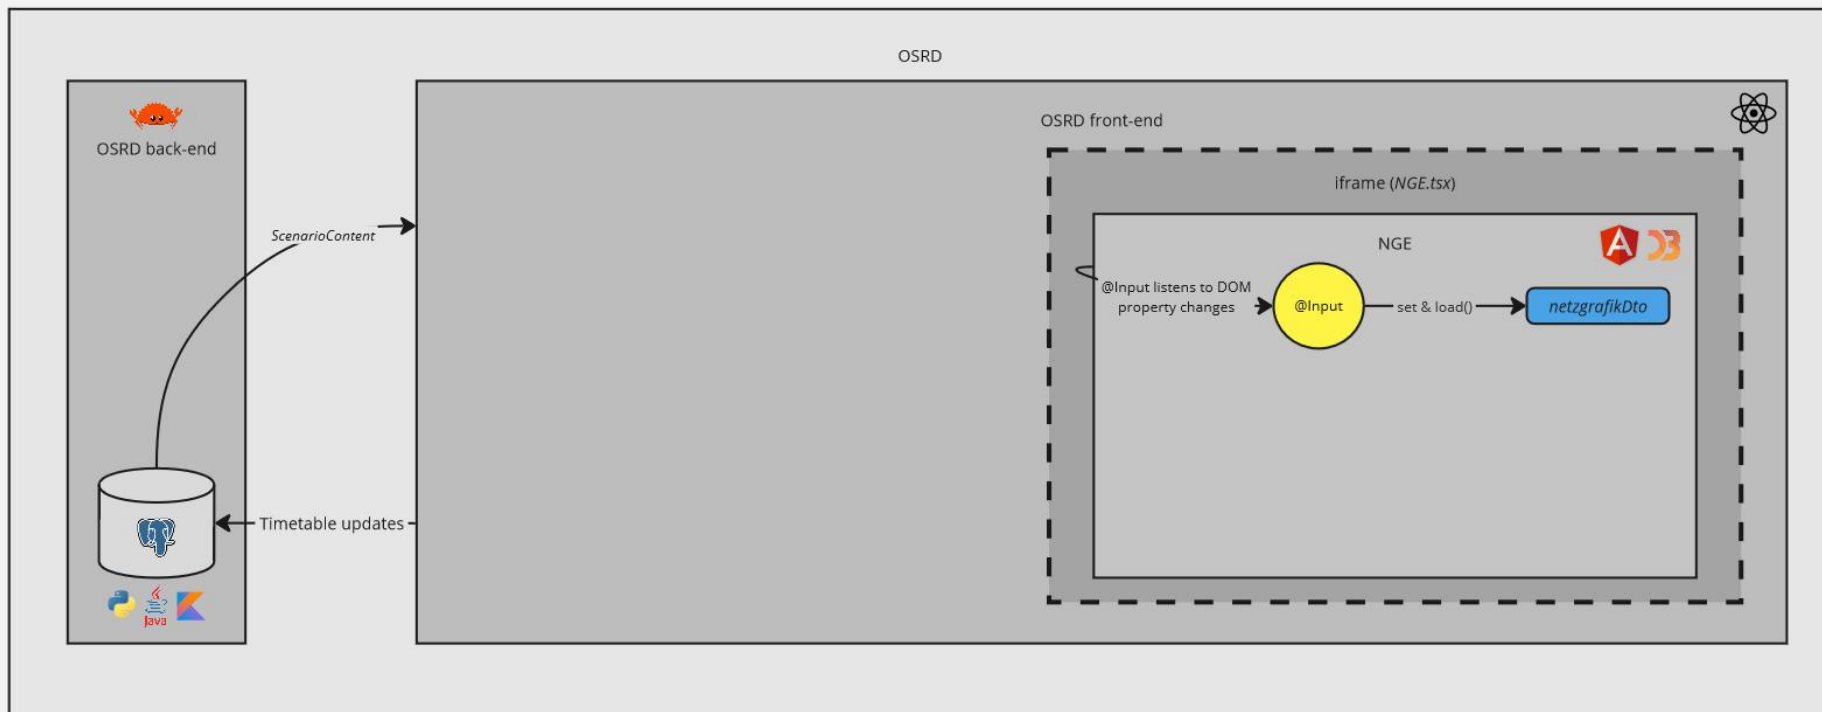 OSRD
OSRD back-end
OSRD front-end
iframe (NGE.tsx)
ScenarioContent
NGE
@Input listens to DOM
property changes
@Input
set & load()
netzgrafikDto
Timetable updates
Java